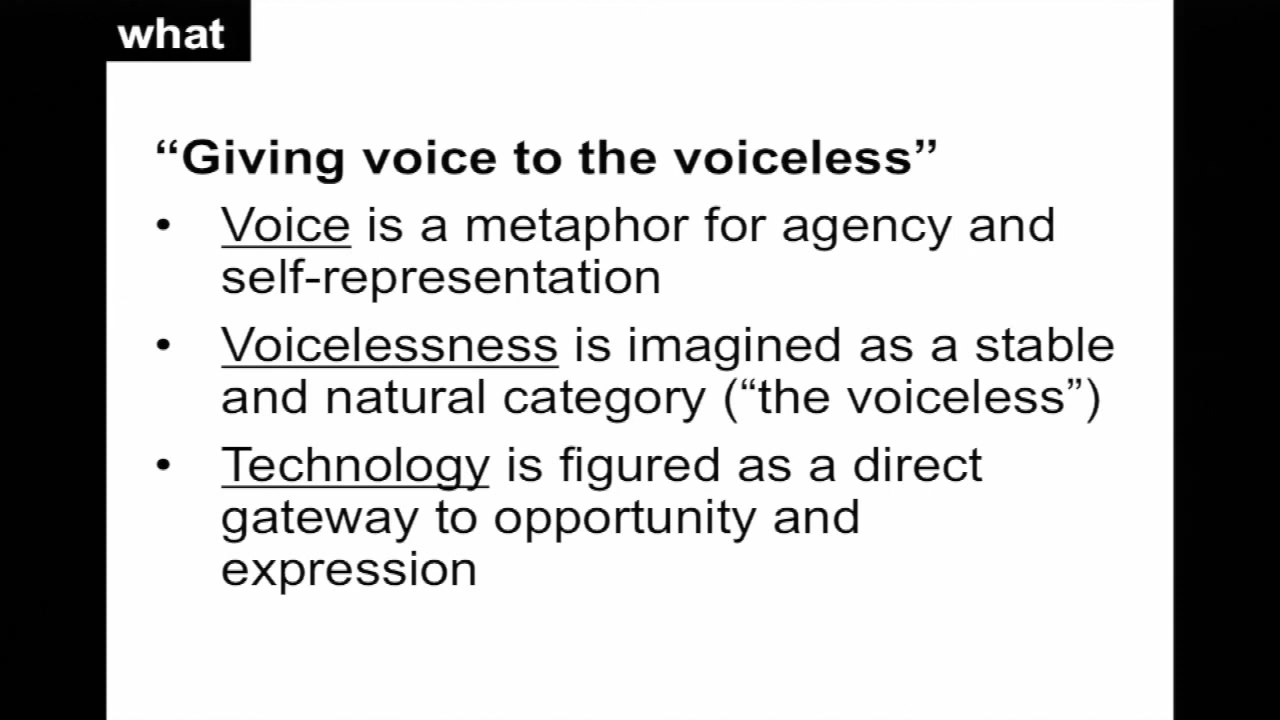 what
“Giving voice to the voiceless”
• Voice is a metaphor for agency and
self-representation
• Voicelessness is imagined as a stable
and natural category (“the voiceless”)
• Technology is figured as a direct
gateway to opportunity and
expression